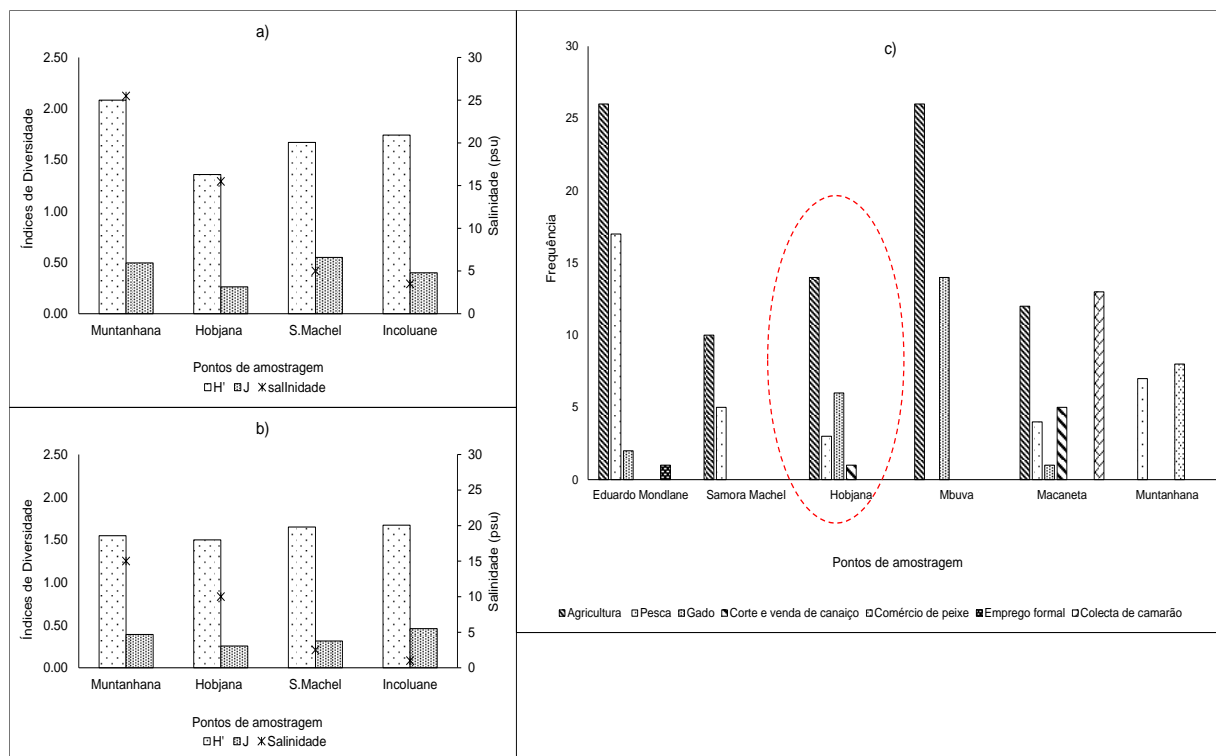 a)
2.50
2.00
1.50
1.00
0.50
0.00
Índices de Diversidade
30
25
20
15
10
5
0
Salinidade (psu)
Muntanhana Hobjana S.Machel Incoluane
Pontos de amostragem
H' J sallnidade
b)
2.50
2.00
1.50
1.00
0.50
0.00
Índices de Diversidade
30
25
20
15
10
5
0
Salinidade (psu)
Muntanhana Hobjana S.Machel Incoluane
Pontos de amostragem
H' J Salinidade
c)
30
25
20
15
10
5
0
Frequência
Eduardo Mondlane Samora Machel Hobjana Mbuva Macaneta Muntanhana
Pontos de amostragem
Agricultura Pesca Gado Corte e venda de canaiço Comércio de peixe Emprego formal Colecta de camarão